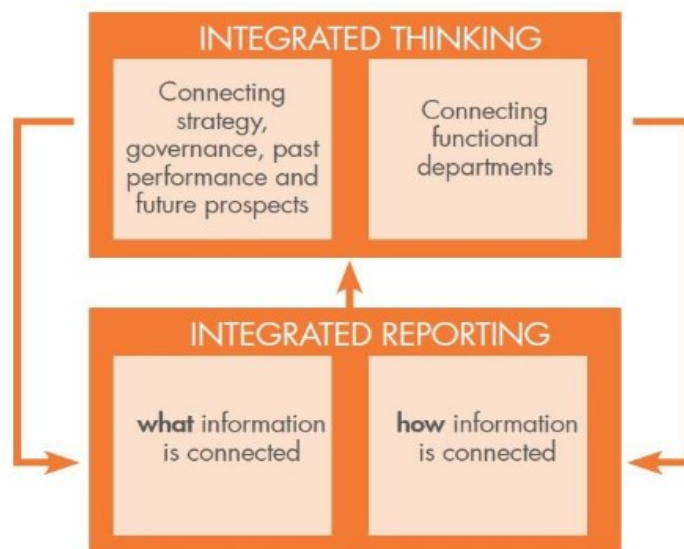 INTEGRATED THINKING
Connecting
strategy,
governance, past
performance and
future prospects
Connecting
functional
departments
INTEGRATED REPORTING
what information
is connected
how information
is connected